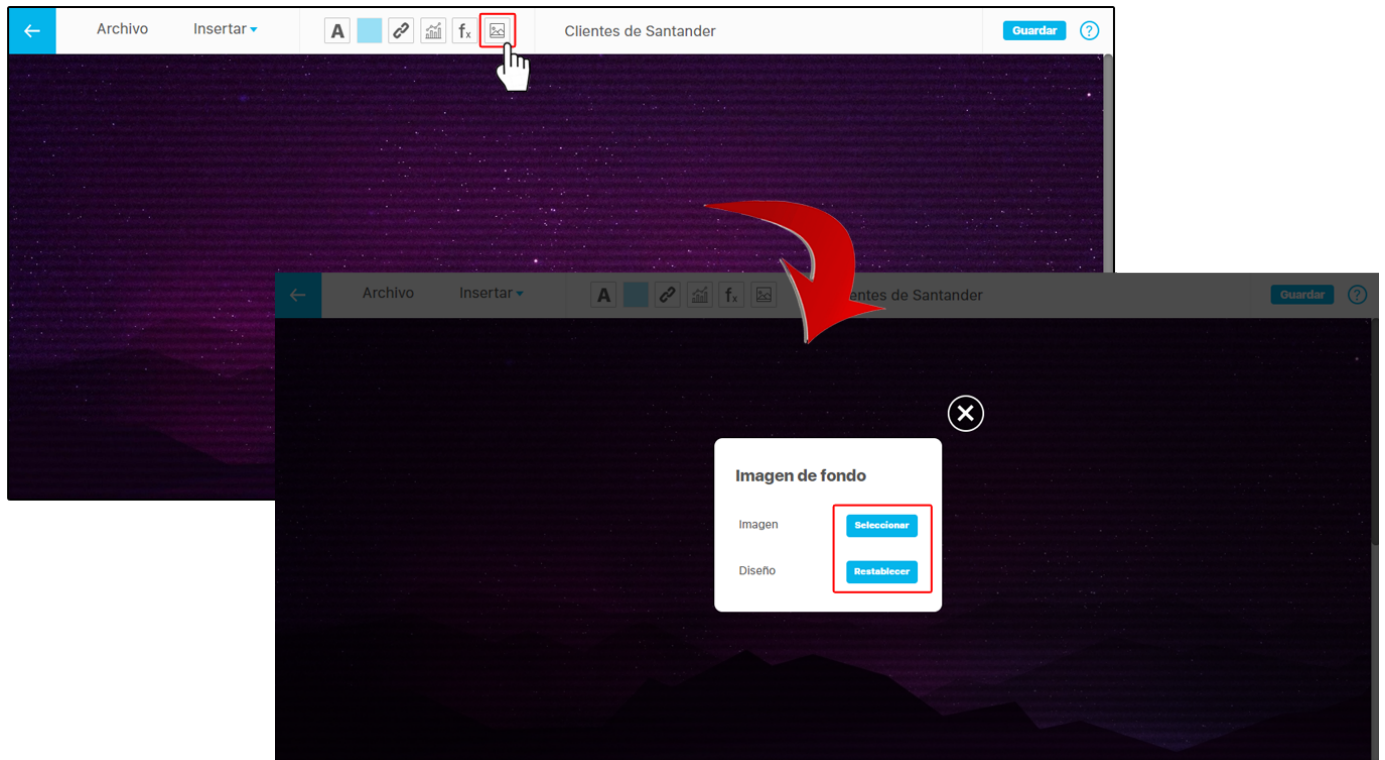 Archivo Insertar A fx Clientes de Santander Guardar ?
Archivo Insertar A fx entes de Santander Guardar ?
Imagen de fondo
Imagen Seleccionar
Diseño Restablecer